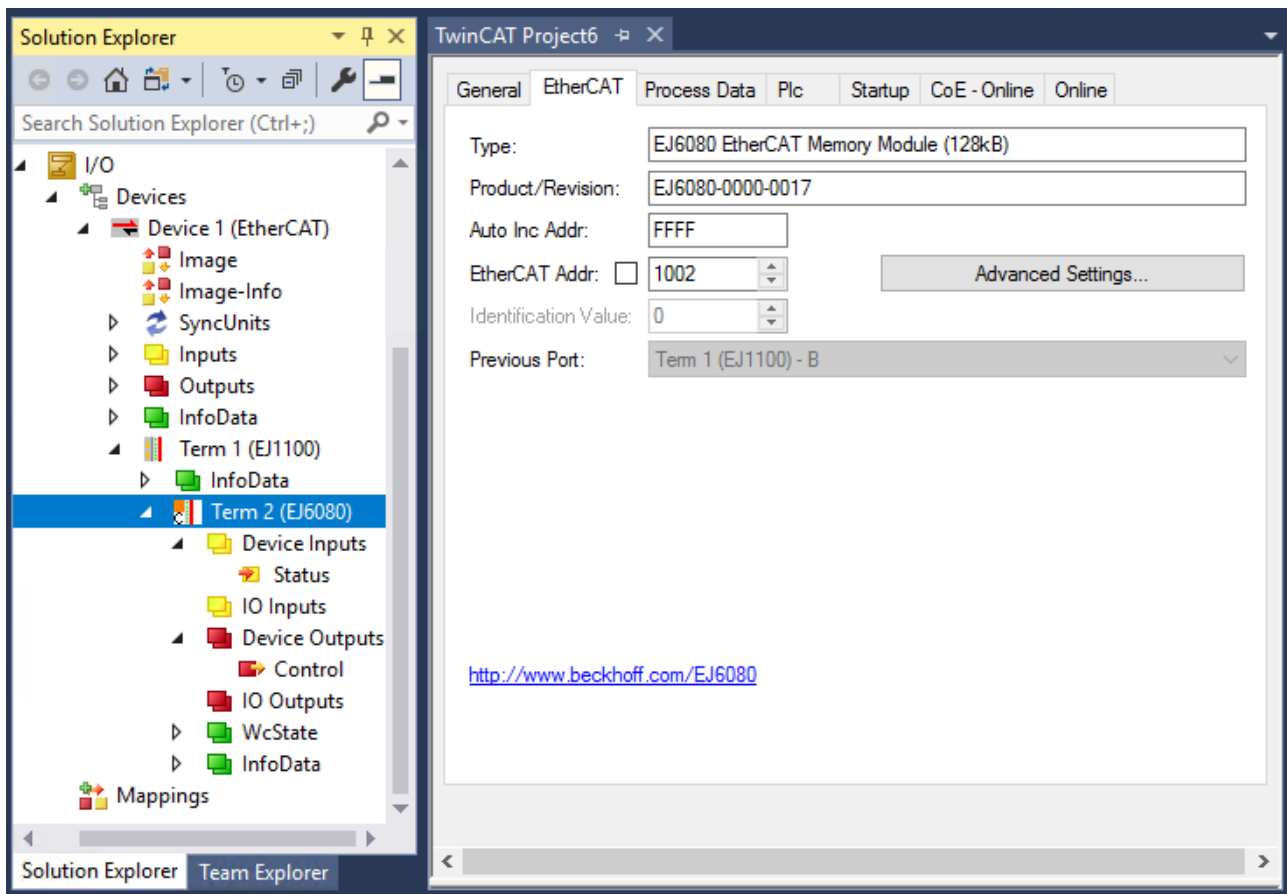 Solution Explorer
Search Solution Explorer (Ctrl+;)
I/O
Devices
Device 1 (EtherCAT)
Image
Image-Info
SyncUnits
Inputs
Outputs
InfoData
Term 1 (EJ1100)
InfoData
Term 2 (EJ6080)
Device Inputs
Status
IO Inputs
Device Outputs
Control
IO Outputs
WcState
InfoData
Mappings
Solution Explorer Team Explorer
TwinCAT Project6
General EtherCAT Process Data Plc Startup CoE - Online Online
Type: EJ6080 EtherCAT Memory Module (128kB)
Product/Revision: EJ6080-0000-0017
Auto Inc Addr: FFFF
EtherCAT Addr: 1002 Advanced Settings...
Identification Value: 0
Previous Port: Term 1 (EJ1100) - B
http://www.beckhoff.com/EJ6080